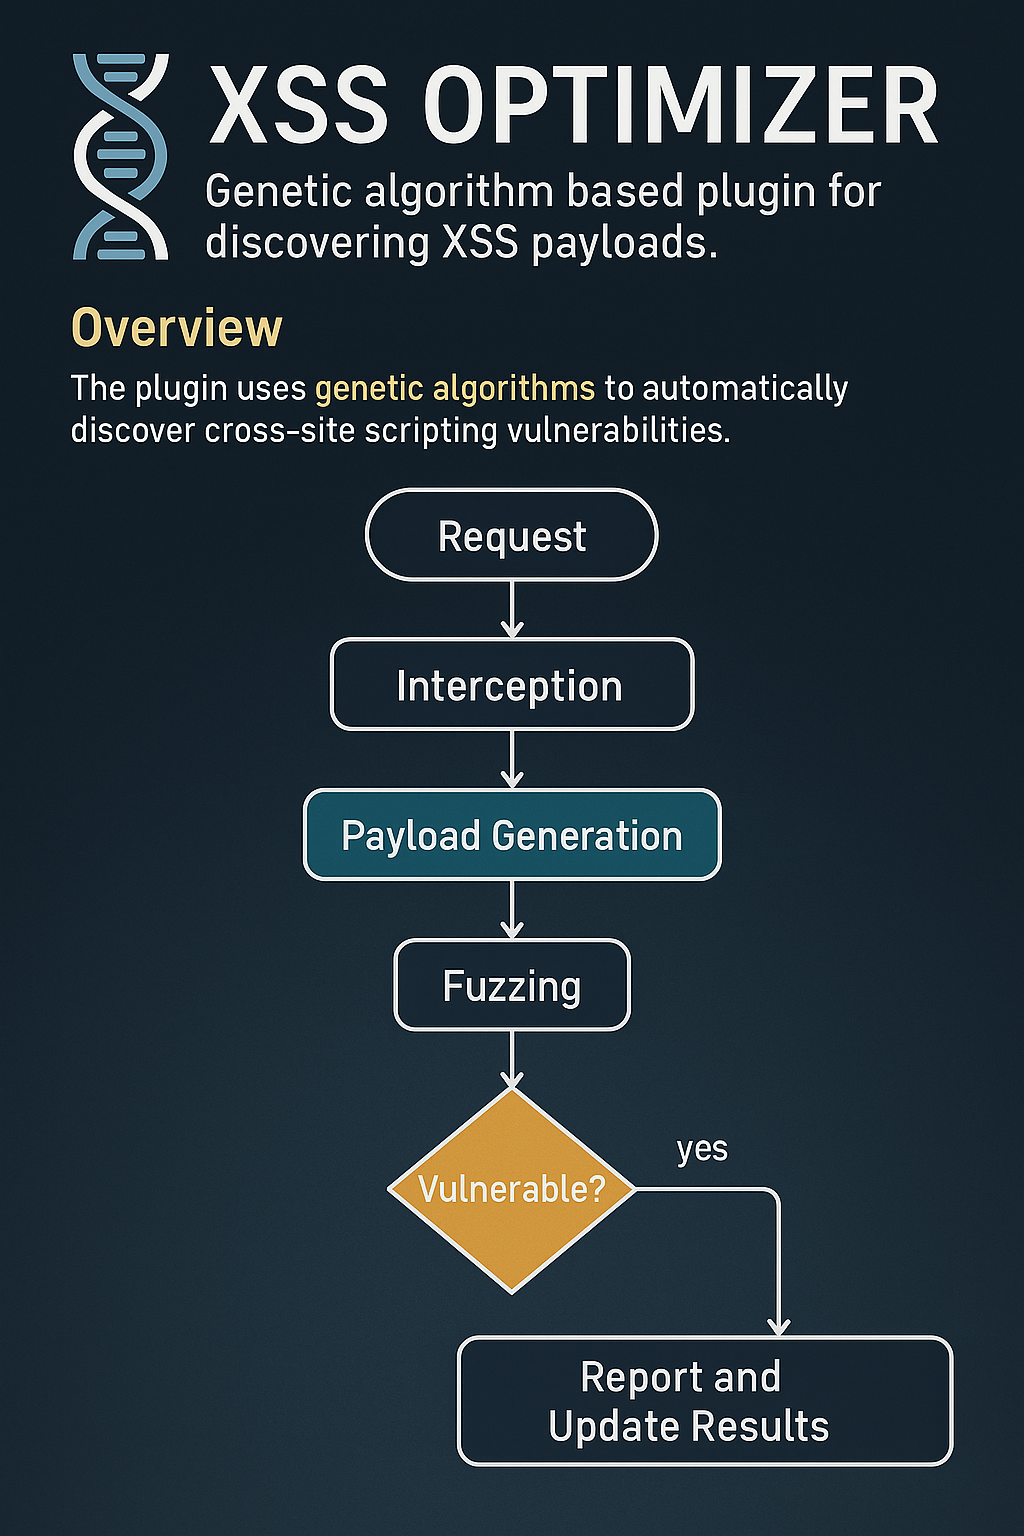 XSS OPTIMIZER
Genetic algorithm based plugin for
discovering XSS payloads.
Overview
The plugin uses genetic algorithms to automatically
discover cross-site scripting vulnerabilities.
Request
Interception
Payload Generation
Fuzzing
Vulnerable?
yes
Report and
Update Results